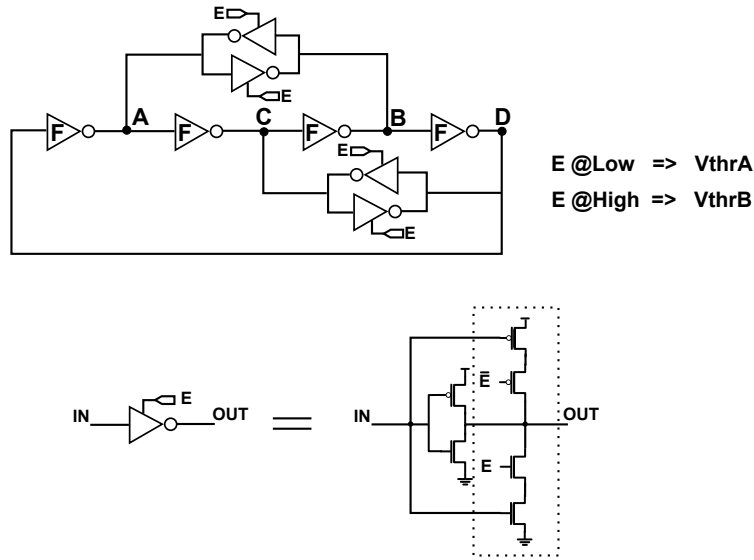 E
E
F A F C F B F D
E
E
E @Low => VthrA
E @High => VthrB
E
IN OUT
E̅
IN OUT
E